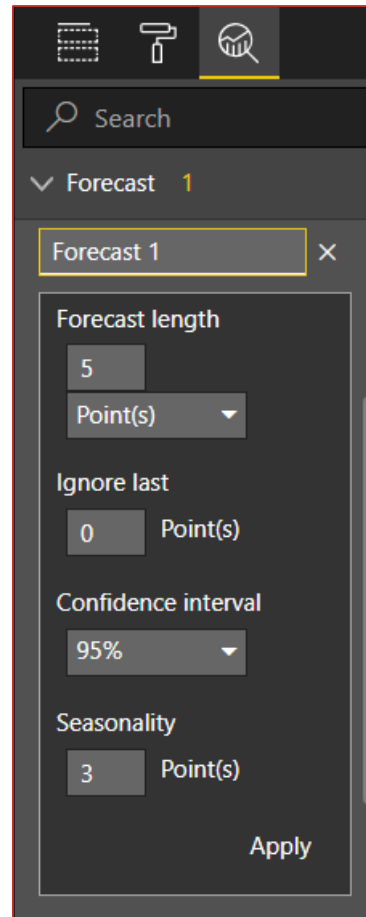 Search
Forecast 1
Forecast 1 ×
Forecast length
5
Point(s)
Ignore last
0 Point(s)
Confidence interval
95%
Seasonality
3 Point(s)
Apply